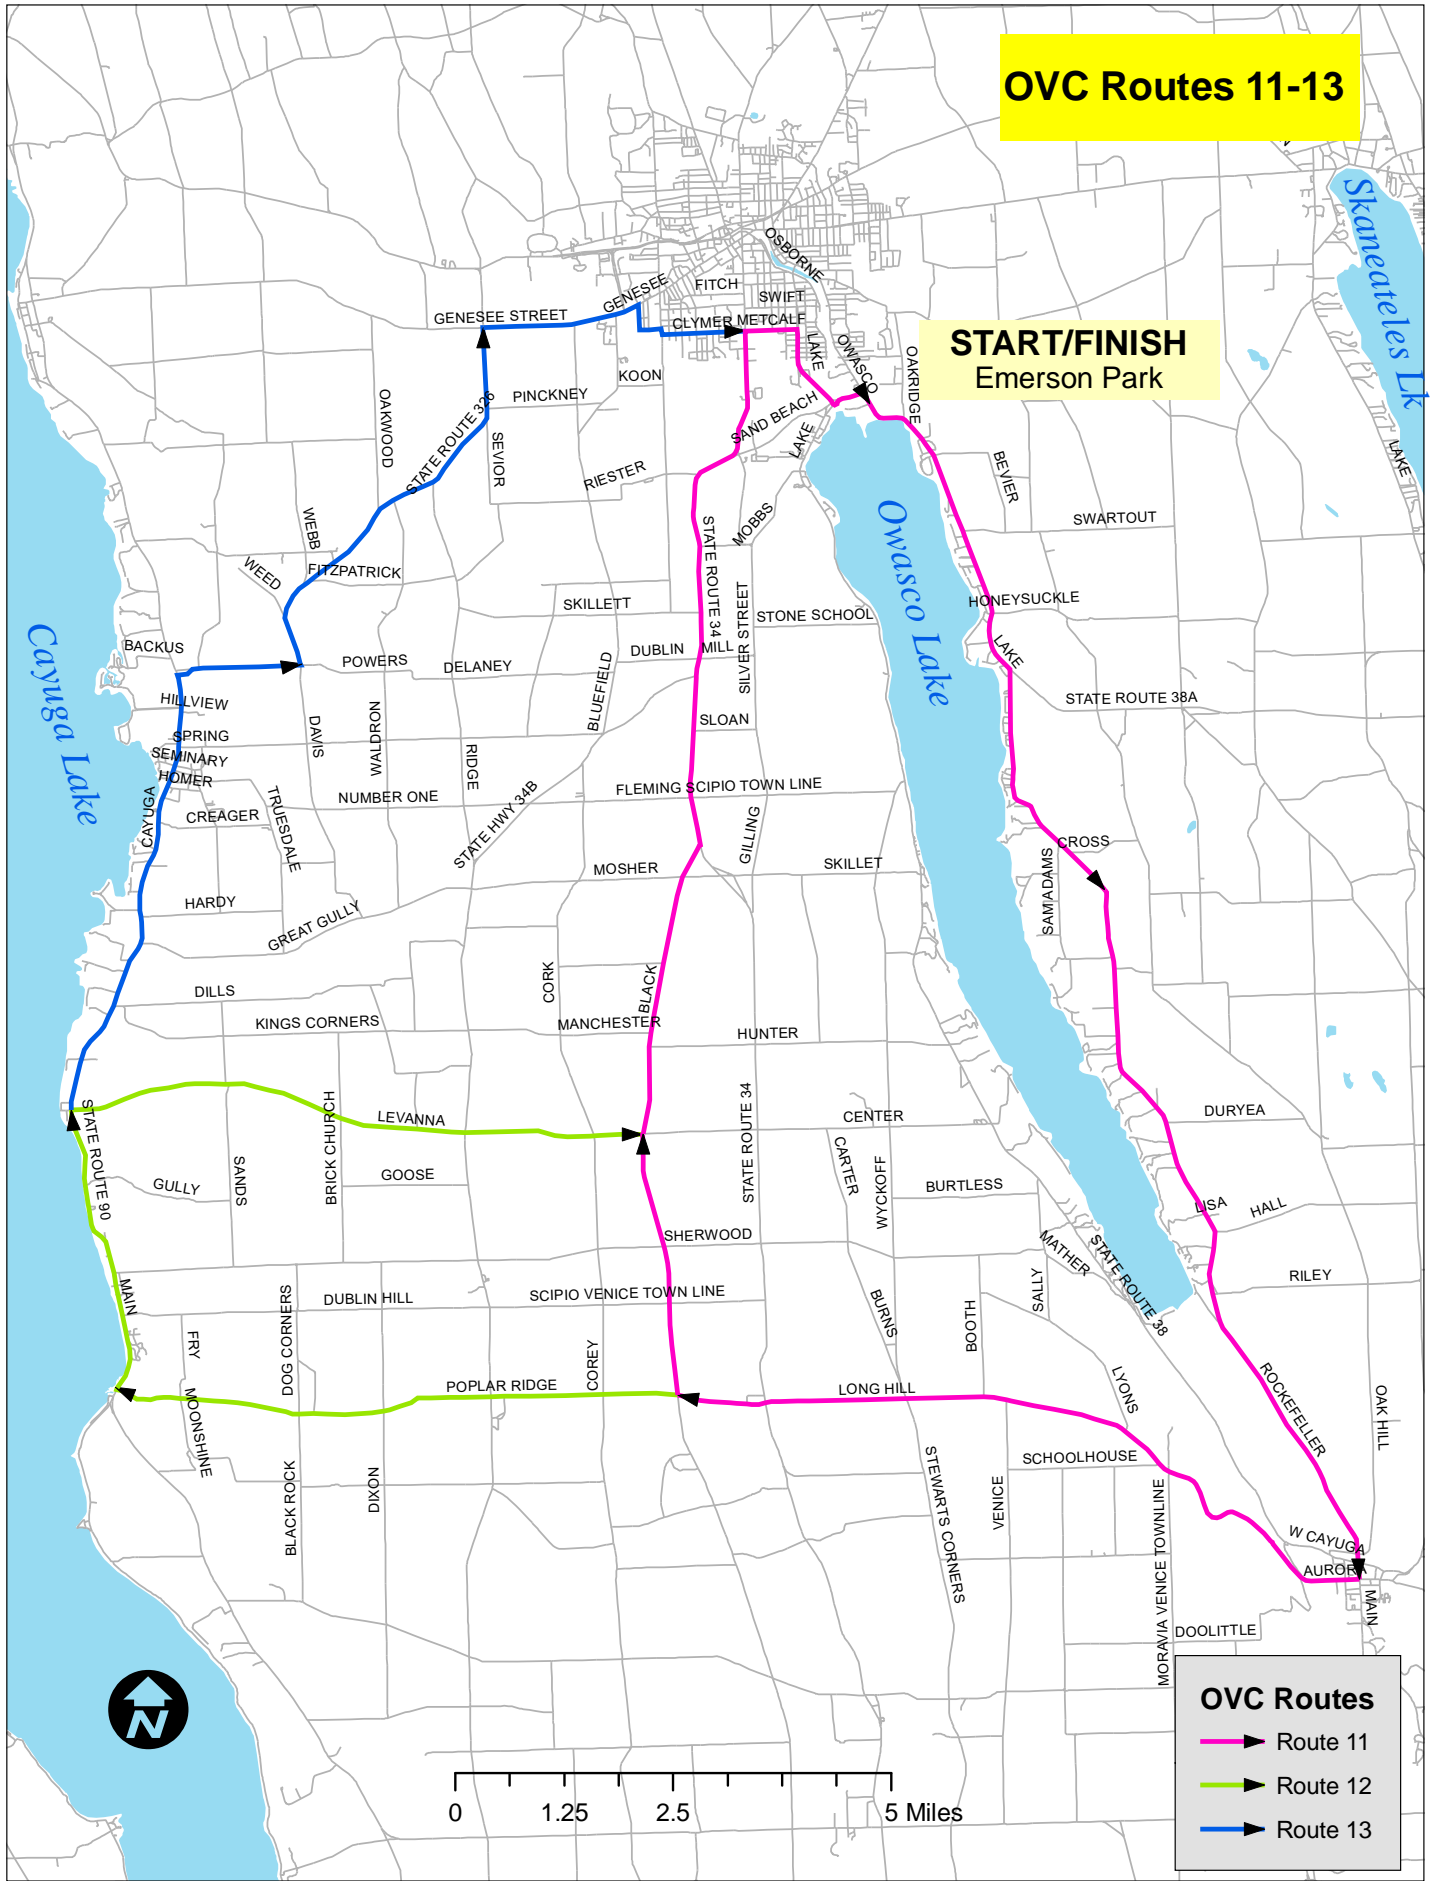 OVC Routes 11-13
Skaneateles Lk
OSBORNE
GENESEE
FITCH
SWIFT
GENESEE STREET
CLYMER
METCALF
START/FINISH
Emerson Park
LAKE
OWASCO
OAKRIDGE
KOON
PINCKNEY
OAKWOOD
STATE ROUTE 326
SAND BEACH
LAKE
SEVIOR
RIESTER
BEVIER
LAKE
WEBB
MOBBS
STATE ROUTE 34
SWARTOUT
Owasco Lake
WEED
FITZPATRICK
SKILLETT
STONE SCHOOL
HONEYSUCKLE
SILVER STREET
Cayuga Lake
BACKUS
POWERS
DELANEY
DUBLIN
MILL
LAKE
BLUEFIELD
HILLVIEW
STATE ROUTE 38A
SLOAN
SPRING
DAVIS
WALDRON
RIDGE
SEMINARY
HOMER
CAYUGA
CREAGER
TRUESDALE
NUMBER ONE
STATE HWY 34B
FLEMING SCIPIO TOWN LINE
GILLING
CROSS
MOSHER
SKILLET
SAM ADAMS
HARDY
GREAT GULLY
DILLS
CORK
BLACK
KINGS CORNERS
MANCHESTER
HUNTER
STATE ROUTE 90
BRICK CHURCH
LEVANNA
STATE ROUTE 34
CENTER
DURYEA
GULLY
SANDS
GOOSE
CARTER
WYCKOFF
BURTLESS
LISA
HALL
SHERWOOD
MATHER
STATE ROUTE 38
MAIN
DUBLIN HILL
SCIPIO VENICE TOWN LINE
SALLY
RILEY
DOG CORNERS
BURNS
BOOTH
FRY
COREY
LYONS
POPLAR RIDGE
LONG HILL
ROCKEFELLER
OAK HILL
MOONSHINE
SCHOOLHOUSE
BLACK ROCK
DIXON
STEWARTS CORNERS
VENICE
MORAVIA VENICE TOWNLINE
W CAYUGA
AURORA
MAIN
DOOLITTLE
N
OVC Routes
Route 11
Route 12
Route 13
0 1.25 2.5 5 Miles